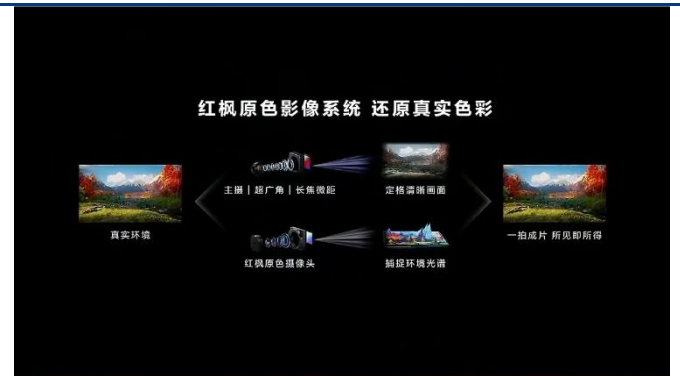 红枫原色影像系统 还原真实色彩
主摄 | 超广角 | 长焦微距
定格清晰画面
真实环境
一拍成片 所见即所得
红枫原色摄像头
捕捉环境光谱